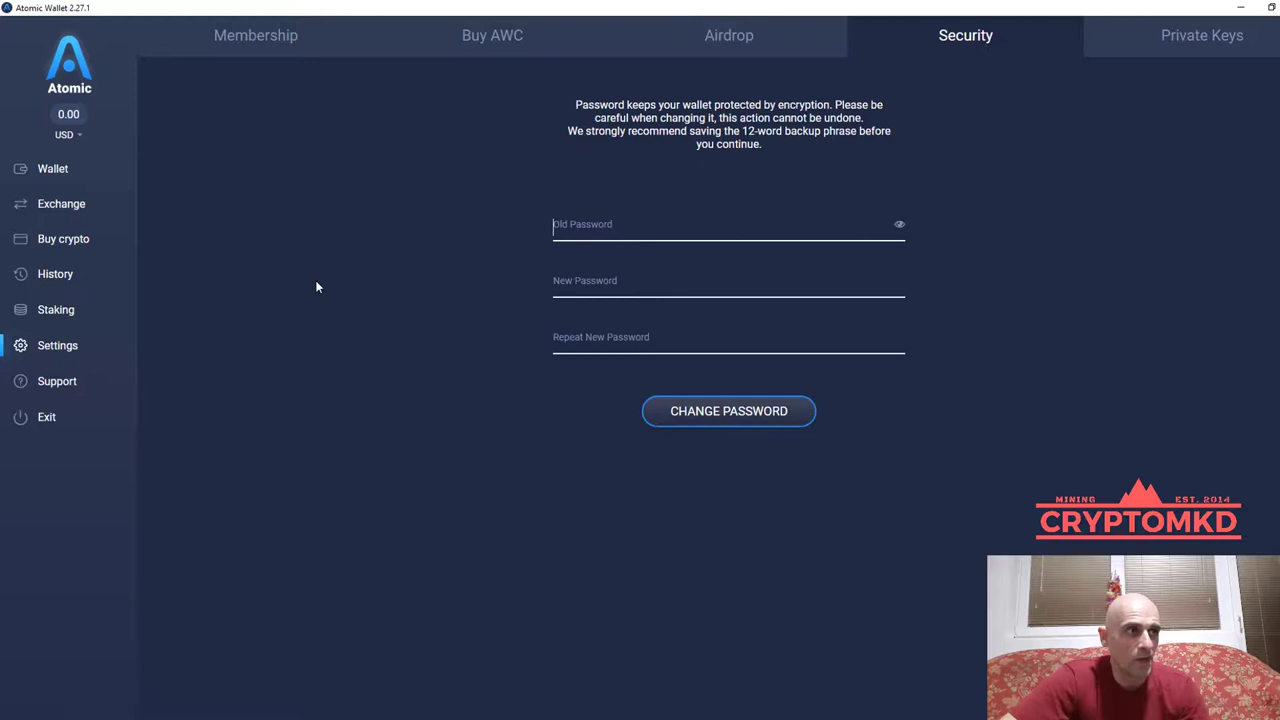 Atomic Wallet 2.27.1
Membership
Buy AWC
Airdrop
Security
Private Keys
Atomic
0.00
USD
Wallet
Exchange
Buy crypto
History
Staking
Settings
Support
Exit
Password keeps your wallet protected by encryption. Please be
careful when changing it, this action cannot be undone.
We strongly recommend saving the 12-word backup phrase before
you continue.
Old Password
New Password
Repeat New Password
CHANGE PASSWORD
MINING EST. 2014
CRYPTOMKD